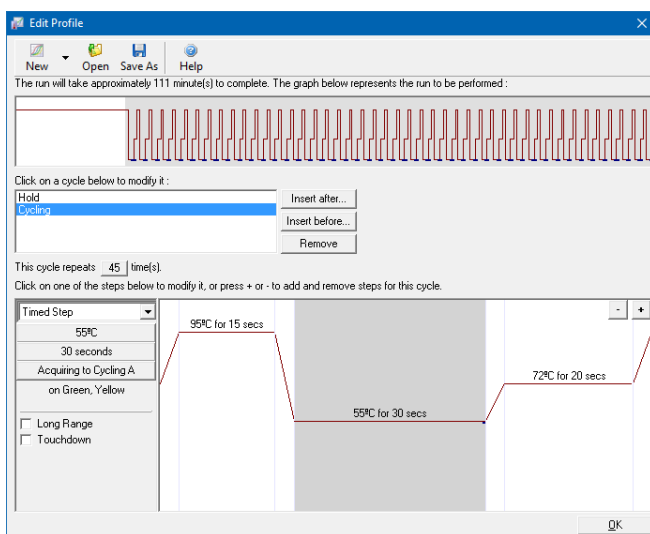 Edit Profile
New
Open
Save As
Help
The run will take approximately 111 minute(s) to complete. The graph below represents the run to be performed :
Click on a cycle below to modify it :
Hold
Cycling
Insert after...
Insert before...
Remove
This cycle repeats 45 time(s).
Click on one of the steps below to modify it, or press + or - to add and remove steps for this cycle.
Timed Step
55ºC
30 seconds
Acquiring to Cycling A
on Green, Yellow
Long Range
Touchdown
95ºC for 15 secs
55ºC for 30 secs
72ºC for 20 secs
- +
OK